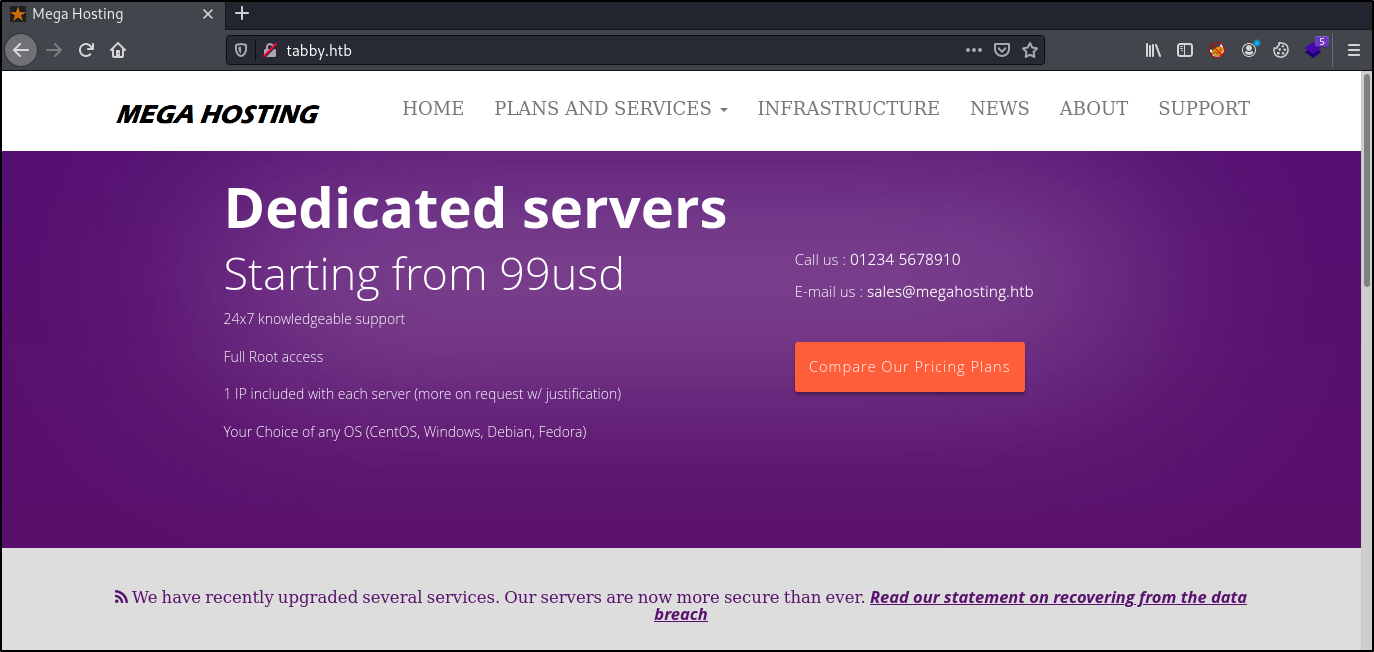 Mega Hosting
tabby.htb
5
MEGA HOSTING
HOME PLANS AND SERVICES INFRASTRUCTURE NEWS ABOUT SUPPORT
Dedicated servers
Starting from 99usd
24x7 knowledgeable support
Full Root access
1 IP included with each server (more on request w/ justification)
Your Choice of any OS (CentOS, Windows, Debian, Fedora)
Call us : 01234 5678910
E-mail us : sales@megahosting.htb
Compare Our Pricing Plans
We have recently upgraded several services. Our servers are now more secure than ever. Read our statement on recovering from the data
breach